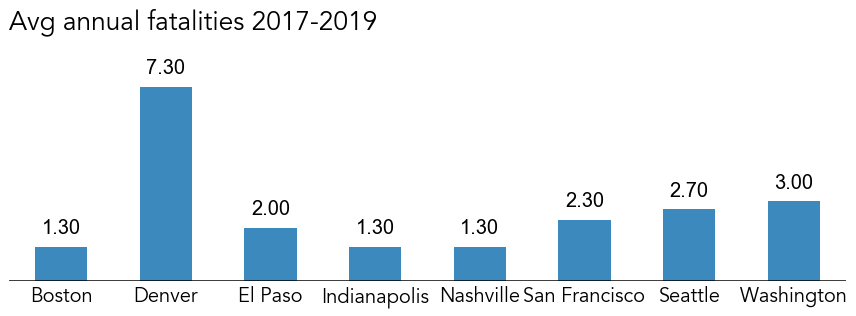 Avg annual fatalities 2017-2019
7.30
3.00
2.70
2.30
2.00
1.30 1.30 1.30
Boston Denver El Paso Indianapolis Nashville San Francisco Seattle Washington